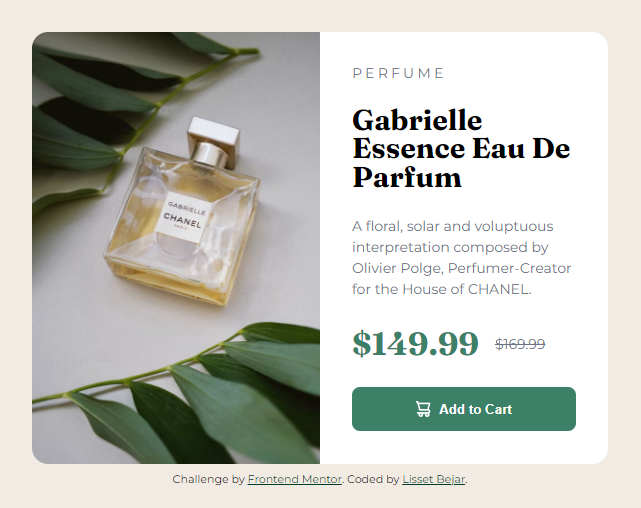 GABRIELLE
CHANEL
PARIS
PERFUME
Gabrielle
Essence Eau De
Parfum
A floral, solar and voluptuous
interpretation composed by
Olivier Polge, Perfumer-Creator
for the House of CHANEL.
$149.99 $169.99
Add to Cart
Challenge by Frontend Mentor. Coded by Lisset Bejar.